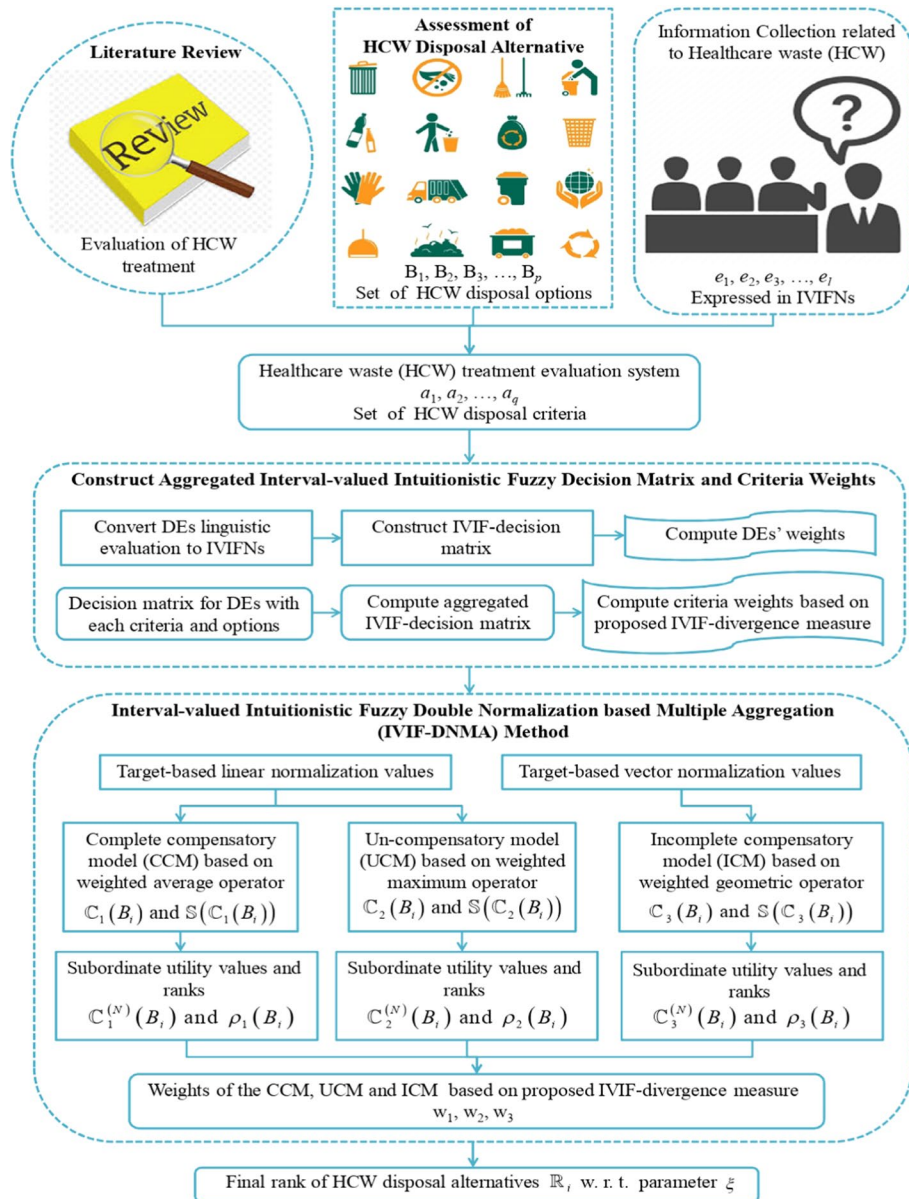 Literature Review
Review
Evaluation of HCW
treatment
Assessment of
HCW Disposal Alternative
B₁, B₂, B₃, …, Bₚ
Set of HCW disposal options
Information Collection related
to Healthcare waste (HCW)
?
e₁, e₂, e₃, …, eₗ
Expressed in IVIFNs
Healthcare waste (HCW) treatment evaluation system
a₁, a₂, …, a_q
Set of HCW disposal criteria
Construct Aggregated Interval-valued Intuitionistic Fuzzy Decision Matrix and Criteria Weights
Convert DEs linguistic
evaluation to IVIFNs
Construct IVIF-decision
matrix
Compute DEs' weights
Decision matrix for DEs with
each criteria and options
Compute aggregated
IVIF-decision matrix
Compute criteria weights based on
proposed IVIF-divergence measure
Interval-valued Intuitionistic Fuzzy Double Normalization based Multiple Aggregation
(IVIF-DNMA) Method
Target-based linear normalization values
Target-based vector normalization values
Complete compensatory
model (CCM) based on
weighted average operator
ℂ₁(Bᵢ) and 𝕊(ℂ₁(Bᵢ))
Un-compensatory model
(UCM) based on weighted
maximum operator
ℂ₂(Bᵢ) and 𝕊(ℂ₂(Bᵢ))
Incomplete compensatory
model (ICM) based on
weighted geometric operator
ℂ₃(Bᵢ) and 𝕊(ℂ₃(Bᵢ))
Subordinate utility values and
ranks
ℂ₁⁽ᴺ⁾(Bᵢ) and ρ₁(Bᵢ)
Subordinate utility values and
ranks
ℂ₂⁽ᴺ⁾(Bᵢ) and ρ₂(Bᵢ)
Subordinate utility values and
ranks
ℂ₃⁽ᴺ⁾(Bᵢ) and ρ₃(Bᵢ)
Weights of the CCM, UCM and ICM based on proposed IVIF-divergence measure
w₁, w₂, w₃
Final rank of HCW disposal alternatives ℝᵢ w. r. t. parameter ξ